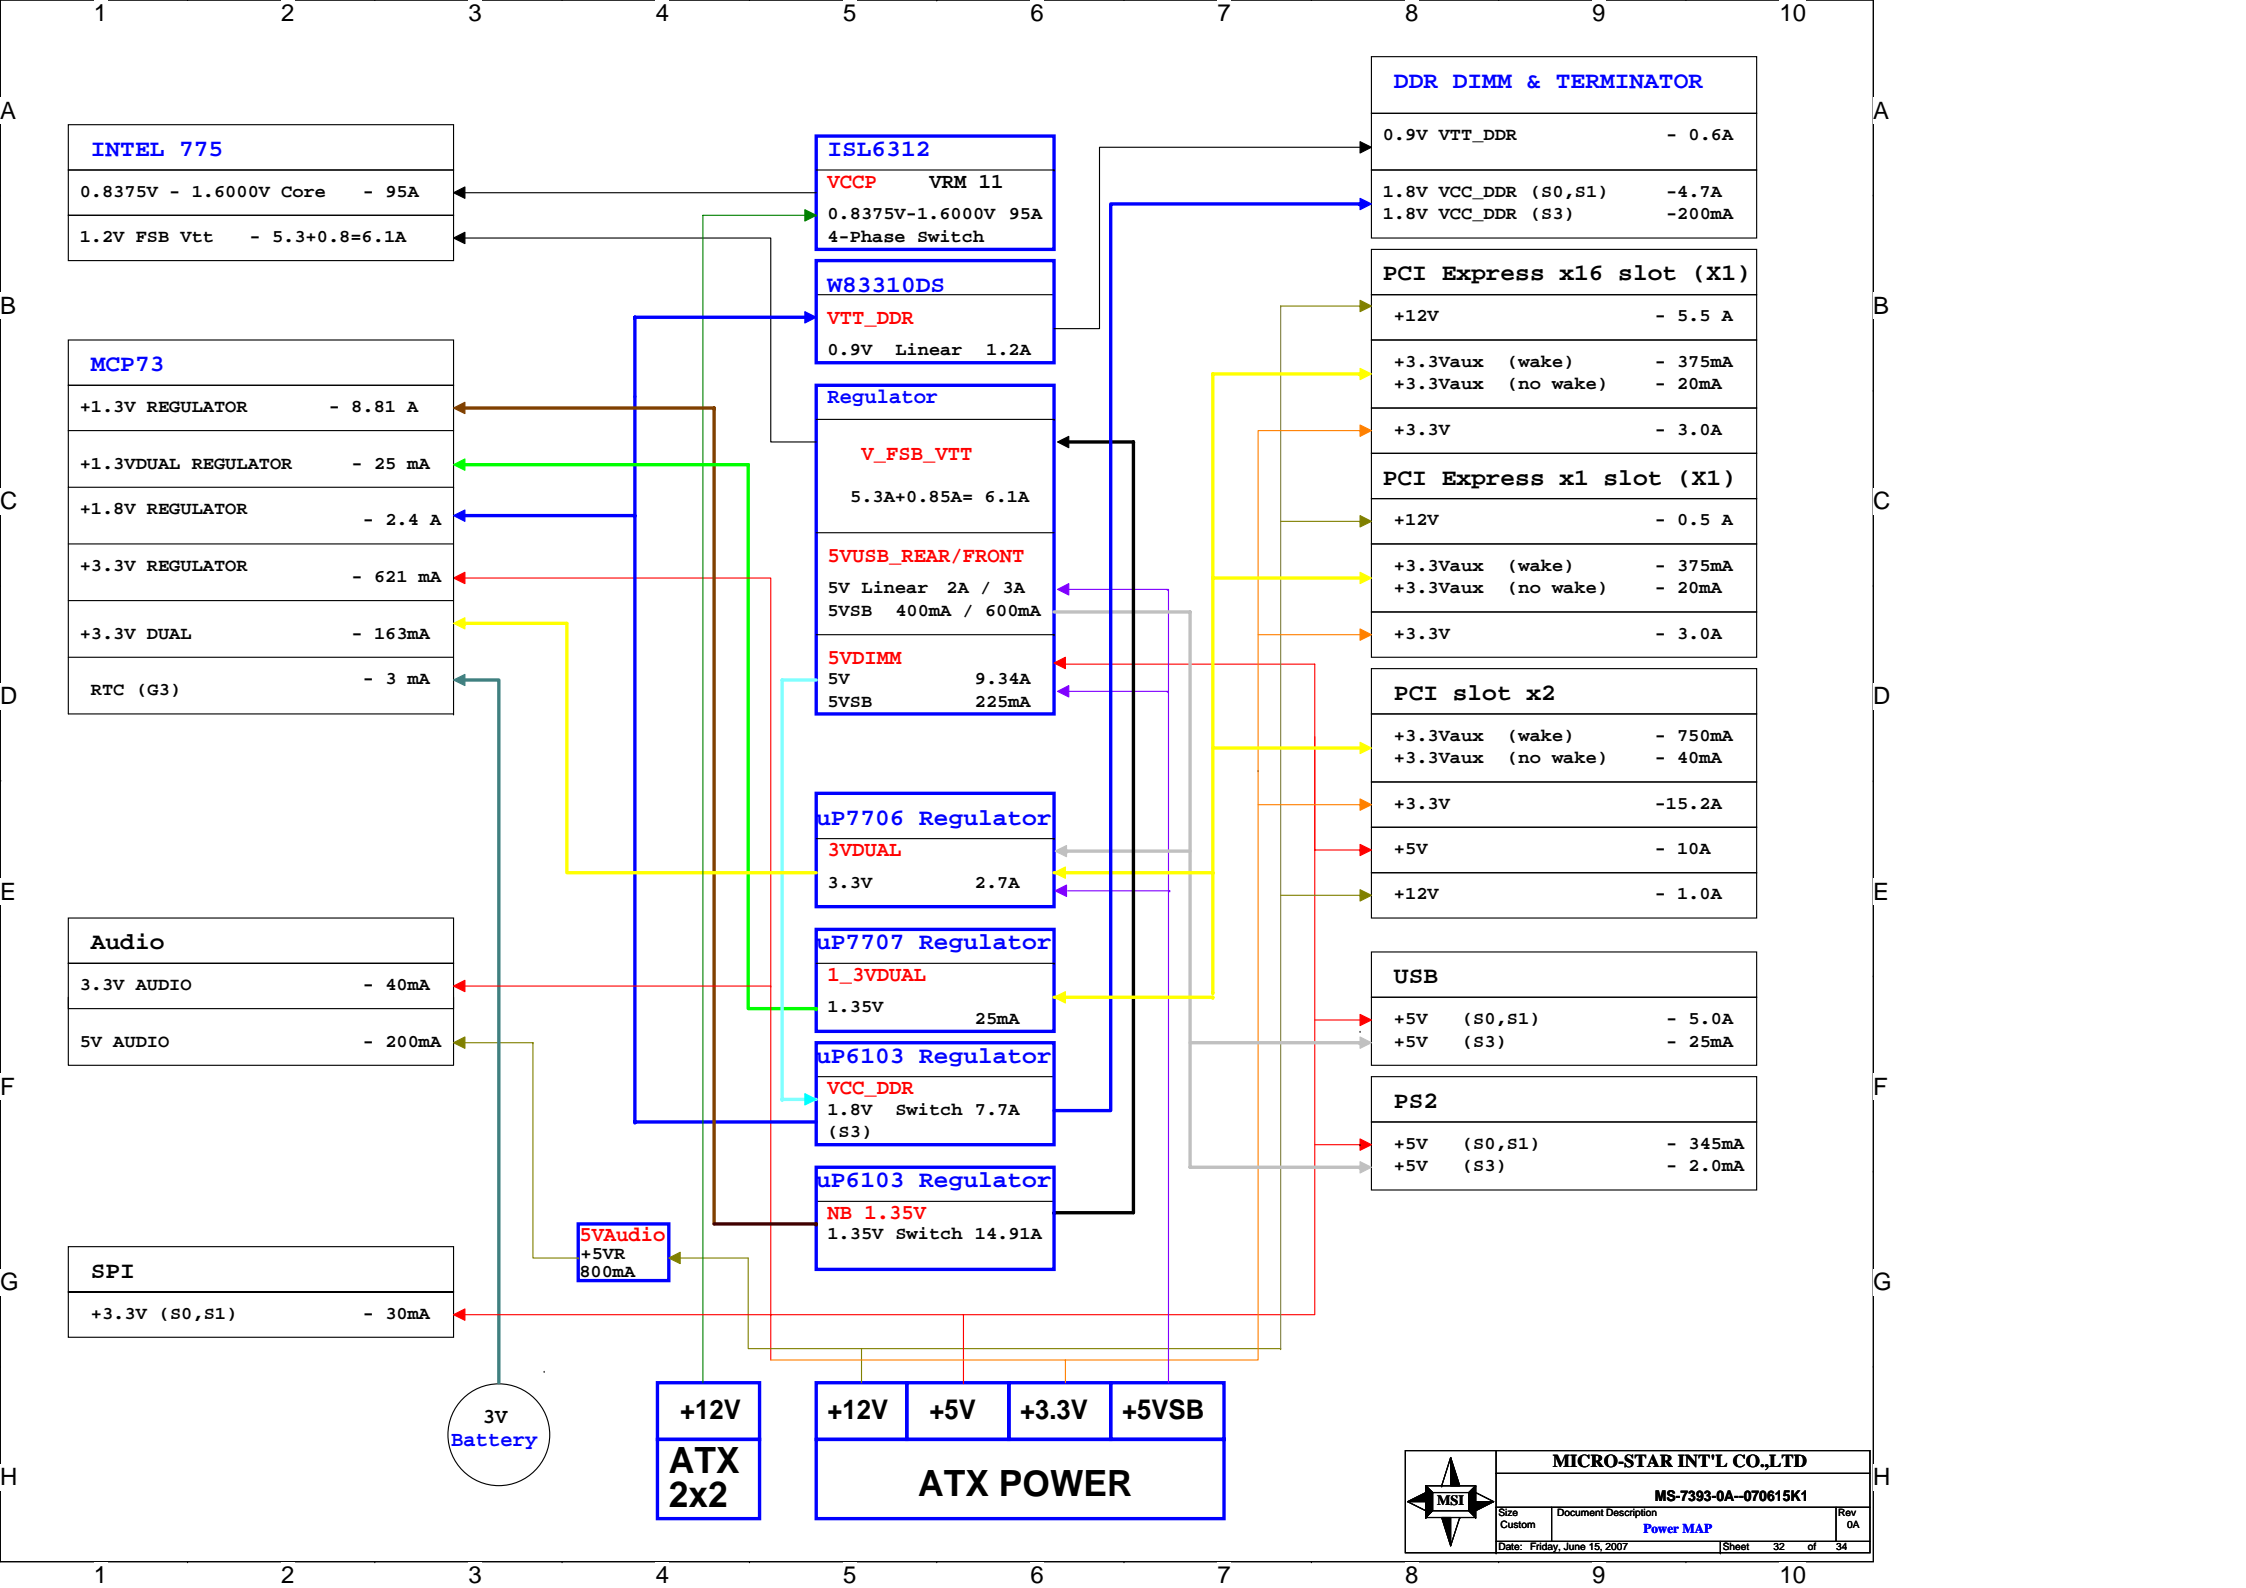 1 2 3 4 5 6 7 8 9 10
A
B
C
D
E
F
G
H
INTEL 775
0.8375V - 1.6000V Core - 95A
1.2V FSB Vtt - 5.3+0.8=6.1A
MCP73
+1.3V REGULATOR - 8.81 A
+1.3VDUAL REGULATOR - 25 mA
+1.8V REGULATOR - 2.4 A
+3.3V REGULATOR - 621 mA
+3.3V DUAL - 163mA
RTC (G3) - 3 mA
Audio
3.3V AUDIO - 40mA
5V AUDIO - 200mA
SPI
+3.3V (S0,S1) - 30mA
3V
Battery
5VAudio
+5VR
800mA
+12V
ATX
2x2
ISL6312
VCCP VRM 11
0.8375V-1.6000V 95A
4-Phase Switch
W83310DS
VTT_DDR
0.9V Linear 1.2A
Regulator
V_FSB_VTT
5.3A+0.85A= 6.1A
5VUSB_REAR/FRONT
5V Linear 2A / 3A
5VSB 400mA / 600mA
5VDIMM
5V 9.34A
5VSB 225mA
uP7706 Regulator
3VDUAL
3.3V 2.7A
uP7707 Regulator
1_3VDUAL
1.35V
25mA
uP6103 Regulator
VCC_DDR
1.8V Switch 7.7A
(S3)
uP6103 Regulator
NB 1.35V
1.35V Switch 14.91A
+12V +5V +3.3V +5VSB
ATX POWER
DDR DIMM & TERMINATOR
0.9V VTT_DDR - 0.6A
1.8V VCC_DDR (S0,S1) -4.7A
1.8V VCC_DDR (S3) -200mA
PCI Express x16 slot (X1)
+12V - 5.5 A
+3.3Vaux (wake) - 375mA
+3.3Vaux (no wake) - 20mA
+3.3V - 3.0A
PCI Express x1 slot (X1)
+12V - 0.5 A
+3.3Vaux (wake) - 375mA
+3.3Vaux (no wake) - 20mA
+3.3V - 3.0A
PCI slot x2
+3.3Vaux (wake) - 750mA
+3.3Vaux (no wake) - 40mA
+3.3V -15.2A
+5V - 10A
+12V - 1.0A
USB
+5V (S0,S1) - 5.0A
+5V (S3) - 25mA
PS2
+5V (S0,S1) - 345mA
+5V (S3) - 2.0mA
A
B
C
D
E
F
G
H
MSI
MICRO-STAR INT'L CO.,LTD
MS-7393-0A--070615K1
Size Document Description Rev
Custom Power MAP 0A
Date: Friday, June 15, 2007 Sheet 32 of 34
1 2 3 4 5 6 7 8 9 10